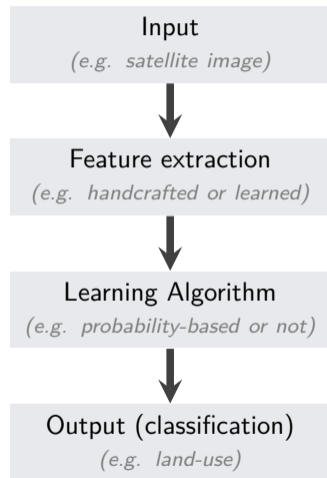 Input
(e.g. satellite image)
Feature extraction
(e.g. handcrafted or learned)
Learning Algorithm
(e.g. probability-based or not)
Output (classification)
(e.g. land-use)